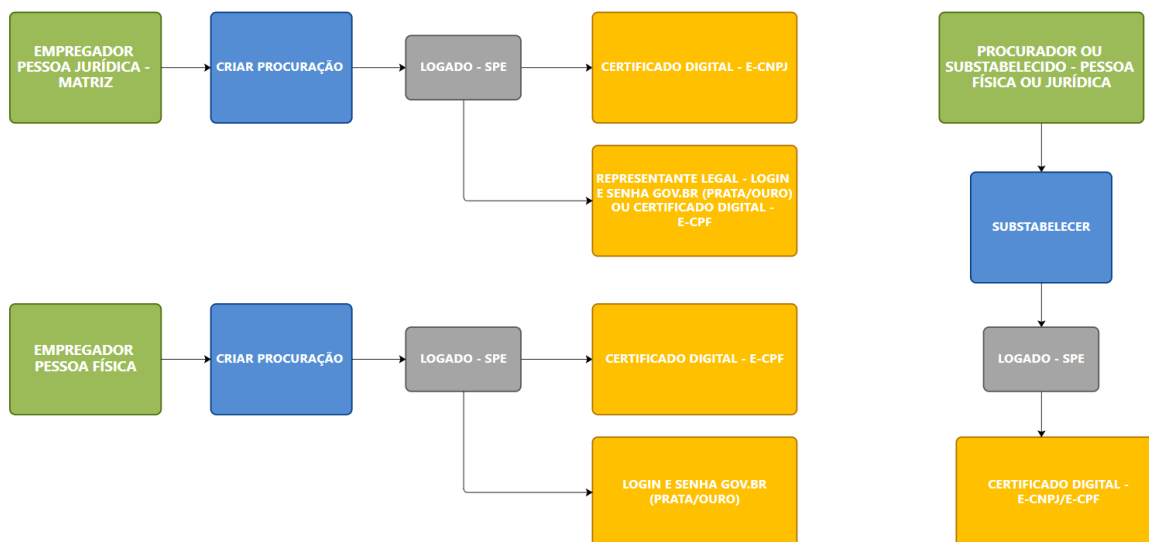 EMPREGADOR
PESSOA JURÍDICA -
MATRIZ
CRIAR PROCURAÇÃO
LOGADO - SPE
CERTIFICADO DIGITAL - E-CNPJ
REPRESENTANTE LEGAL - LOGIN
E SENHA GOV.BR (PRATA/OURO)
OU CERTIFICADO DIGITAL -
E-CPF
EMPREGADOR
PESSOA FÍSICA
CRIAR PROCURAÇÃO
LOGADO - SPE
CERTIFICADO DIGITAL - E-CPF
LOGIN E SENHA GOV.BR
(PRATA/OURO)
PROCURADOR OU
SUBSTABELECIDO - PESSOA
FÍSICA OU JURÍDICA
SUBSTABELECER
LOGADO - SPE
CERTIFICADO DIGITAL -
E-CNPJ/E-CPF